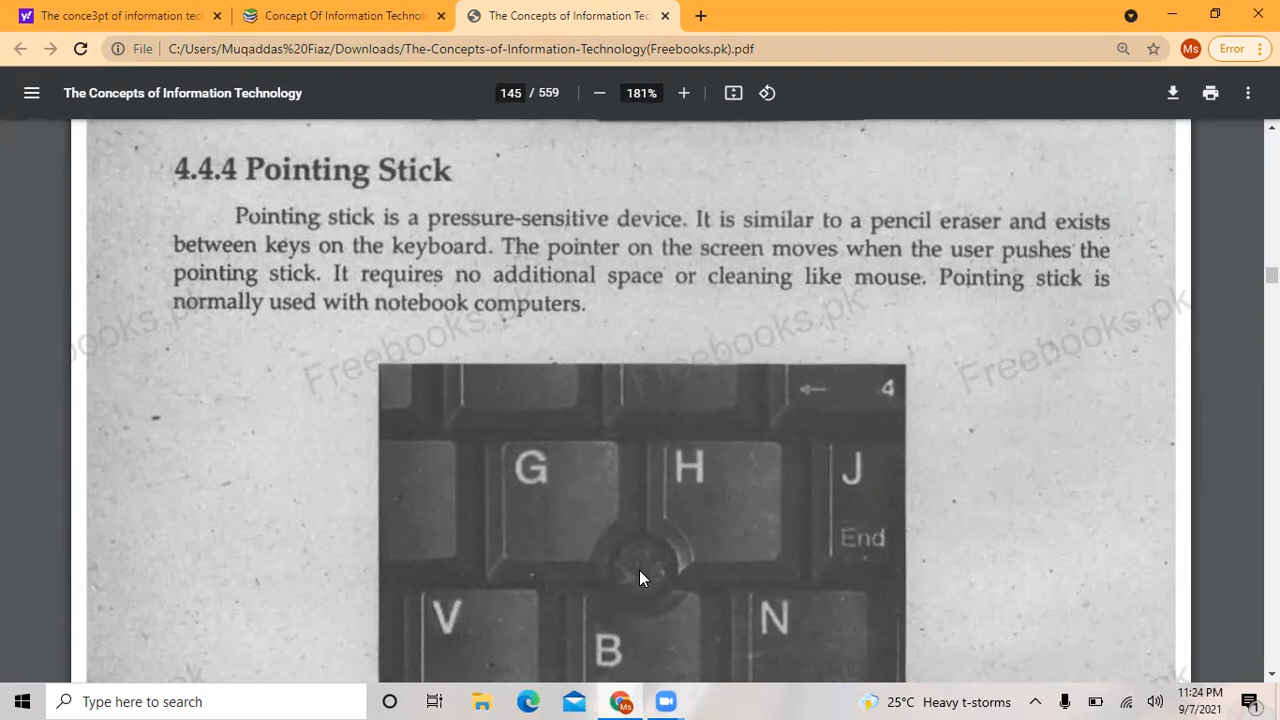 The conce3pt of information tec
Concept Of Information Technol
The Concepts of Information Tec
File
C:/Users/Muqaddas%20Fiaz/Downloads/The-Concepts-of-Information-Technology(Freebooks.pk).pdf
Ms
Error
The Concepts of Information Technology
145 / 559
181%
4.4.4 Pointing Stick
Pointing stick is a pressure-sensitive device. It is similar to a pencil eraser and exists
between keys on the keyboard. The pointer on the screen moves when the user pushes the
pointing stick. It requires no additional space or cleaning like mouse. Pointing stick is
normally used with notebook computers.
Freebooks.pk
Freebooks.pk
Freebooks.pk
4
G H J
End
V B N
Type here to search
Ms
25°C Heavy t-storms
11:24 PM
9/7/2021
1